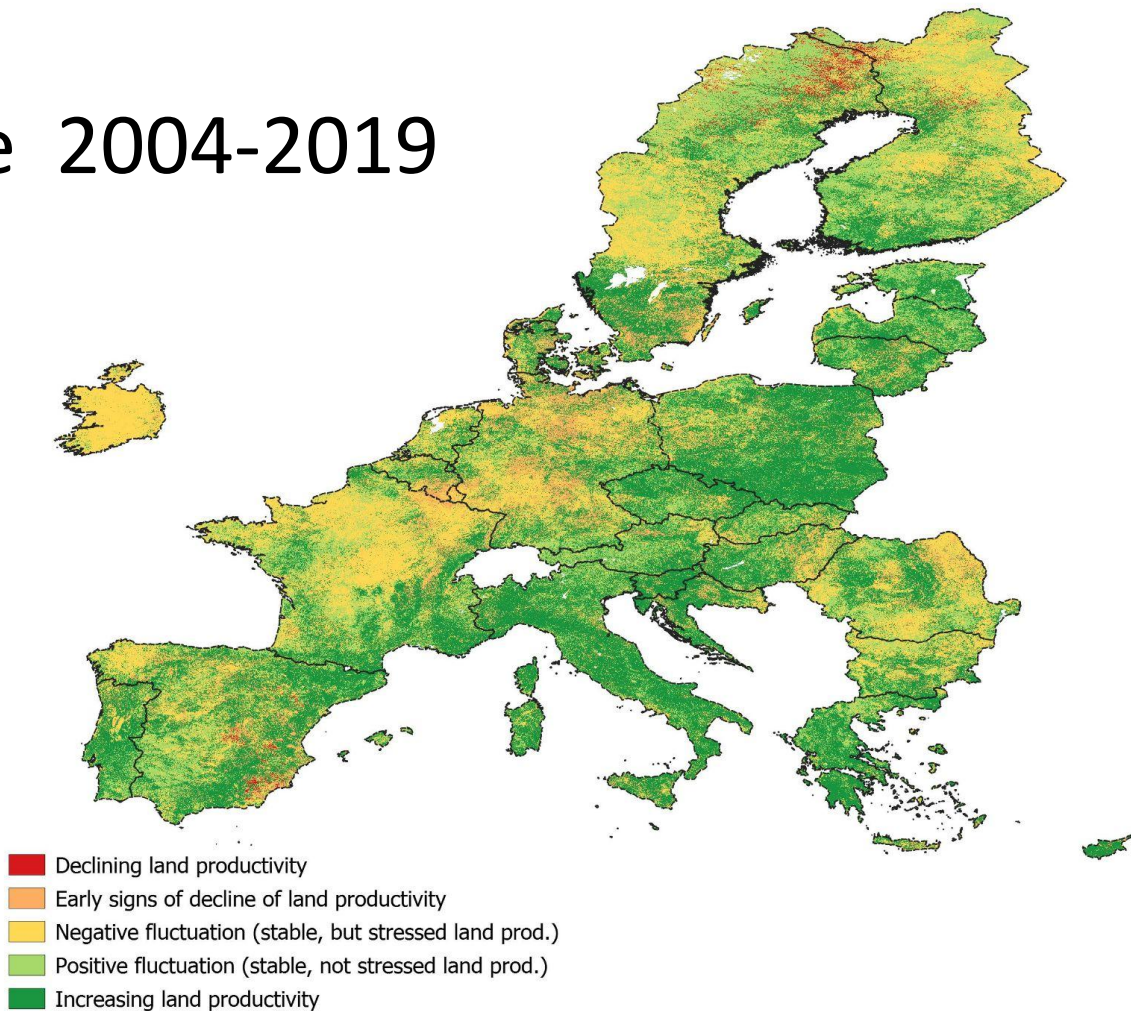 e 2004-2019
Declining land productivity
Early signs of decline of land productivity
Negative fluctuation (stable, but stressed land prod.)
Positive fluctuation (stable, not stressed land prod.)
Increasing land productivity